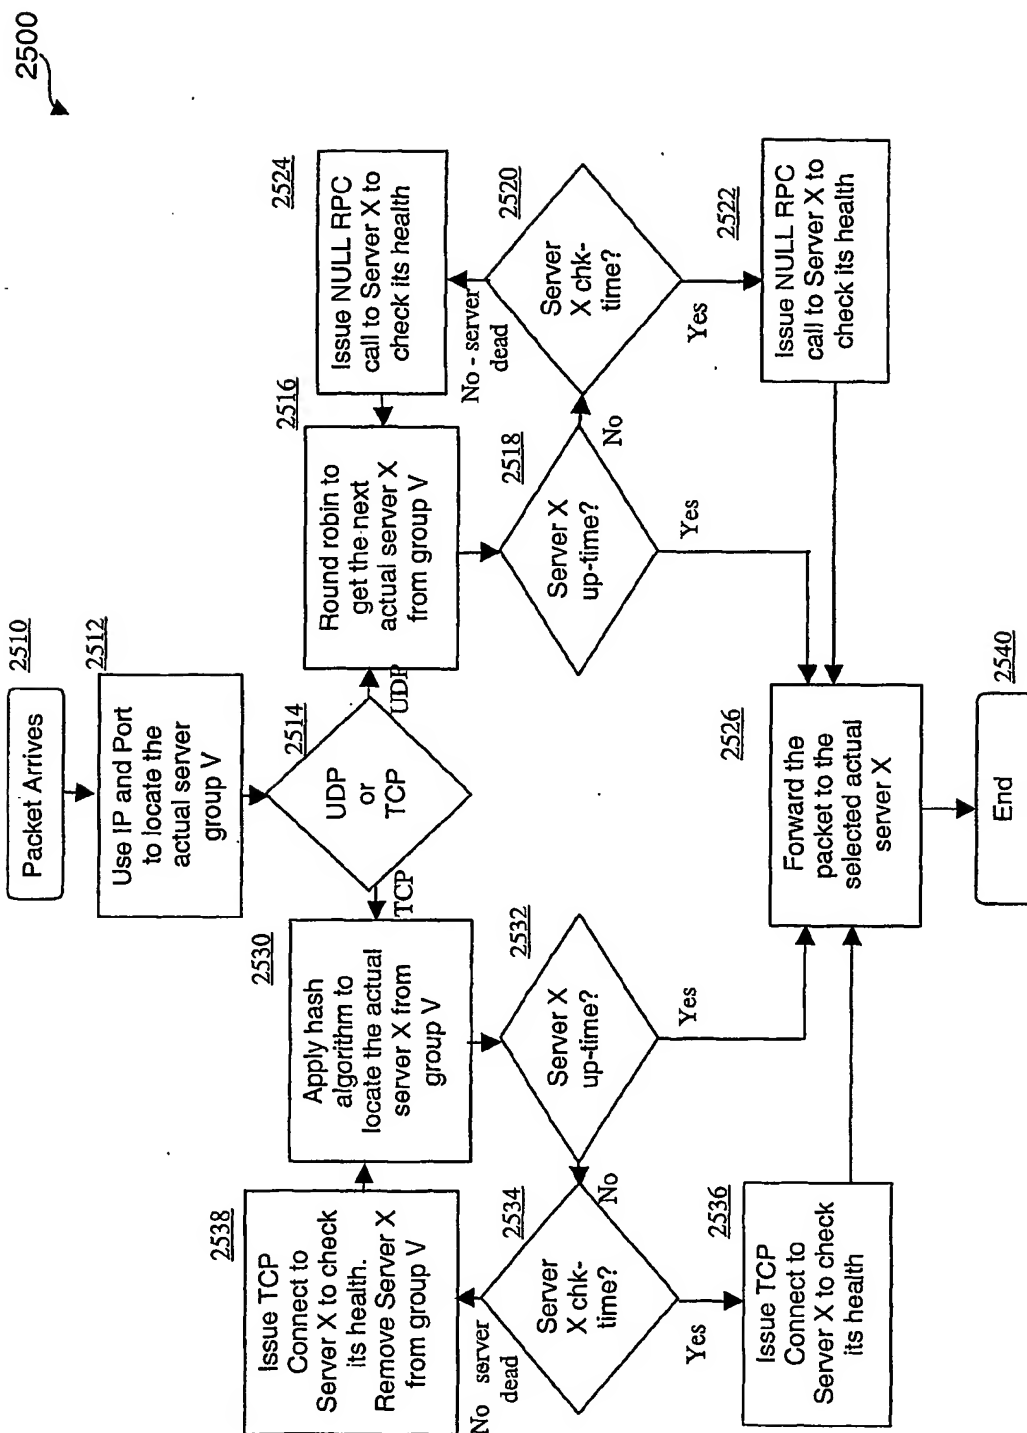 2500
Packet Arrives
2510
Use IP and Port
to locate the
actual server
group V
2512
UDP
or
TCP
2514
UDP
TCP
Round robin to
get the next
actual server X
from group V
2516
Server X
up-time?
2518
No
Yes
Server
X chk-
time?
2520
No - server
dead
Yes
Issue NULL RPC
call to Server X to
check its health
2524
Issue NULL RPC
call to Server X to
check its health
2522
Apply hash
algorithm to
locate the actual
server X from
group V
2530
Server X
up-time?
2532
No
Yes
Server
X chk-
time?
2534
No server
dead
Yes
Issue TCP
Connect to
Server X to check
its health.
Remove Server X
from group V
2538
Issue TCP
Connect to
Server X to check
its health
2536
Forward the
packet to the
selected actual
server X
2526
End
2540